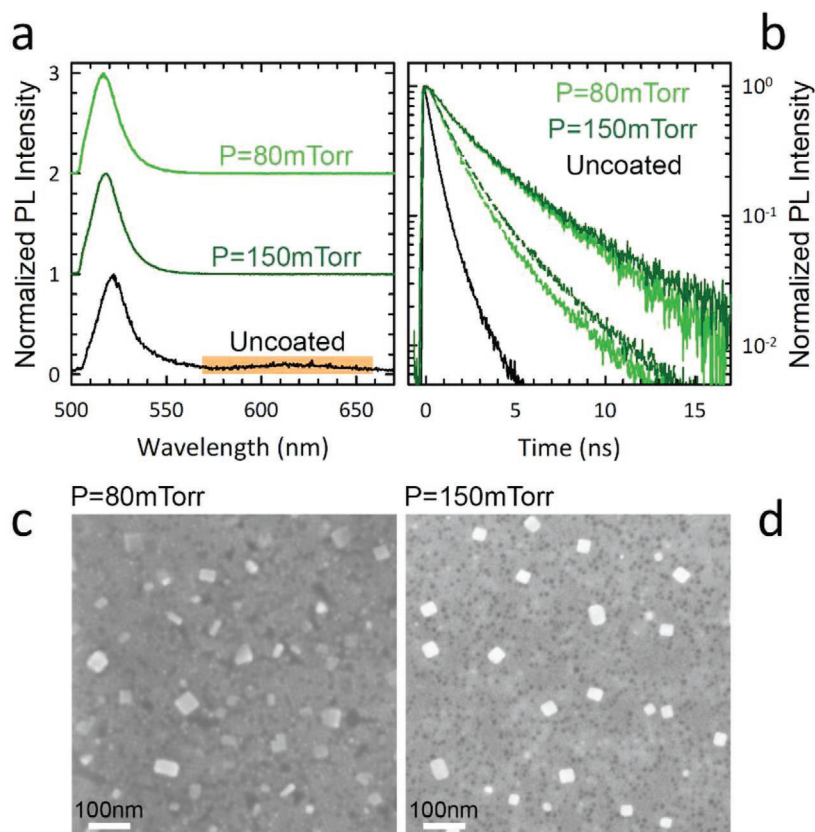 a
b
3
2
1
0
Normalized PL Intensity
P=80mTorr
P=150mTorr
Uncoated
500
550
600
650
Wavelength (nm)
P=80mTorr
P=150mTorr
Uncoated
10⁰
10⁻¹
10⁻²
Normalized PL Intensity
0
5
10
15
Time (ns)
c
P=80mTorr
100nm
P=150mTorr
d
100nm